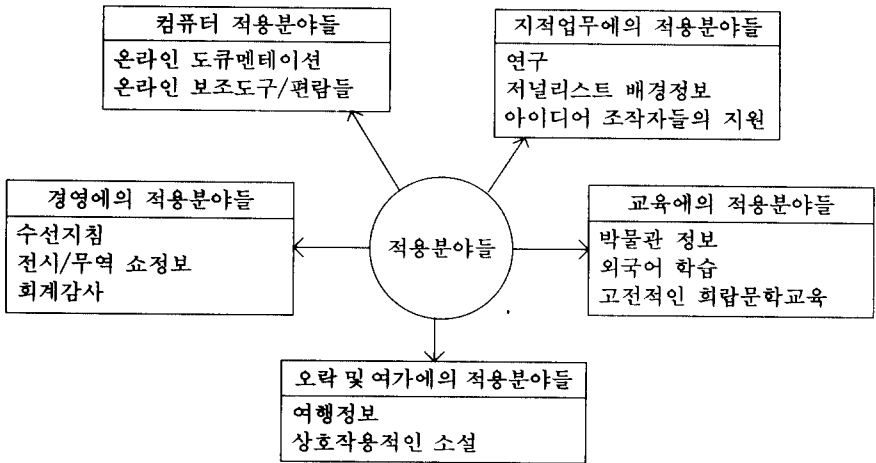 컴퓨터 적용분야들
온라인 도큐멘테이션
온라인 보조도구/편람들
지적업무에의 적용분야들
연구
저널리스트 배경정보
아이디어 조작자들의 지원
경영에의 적용분야들
수선지침
전시/무역 쇼정보
회계감사
적용분야들
교육에의 적용분야들
박물관 정보
외국어 학습
고전적인 희랍문학교육
오락 및 여가에의 적용분야들
여행정보
상호작용적인 소설